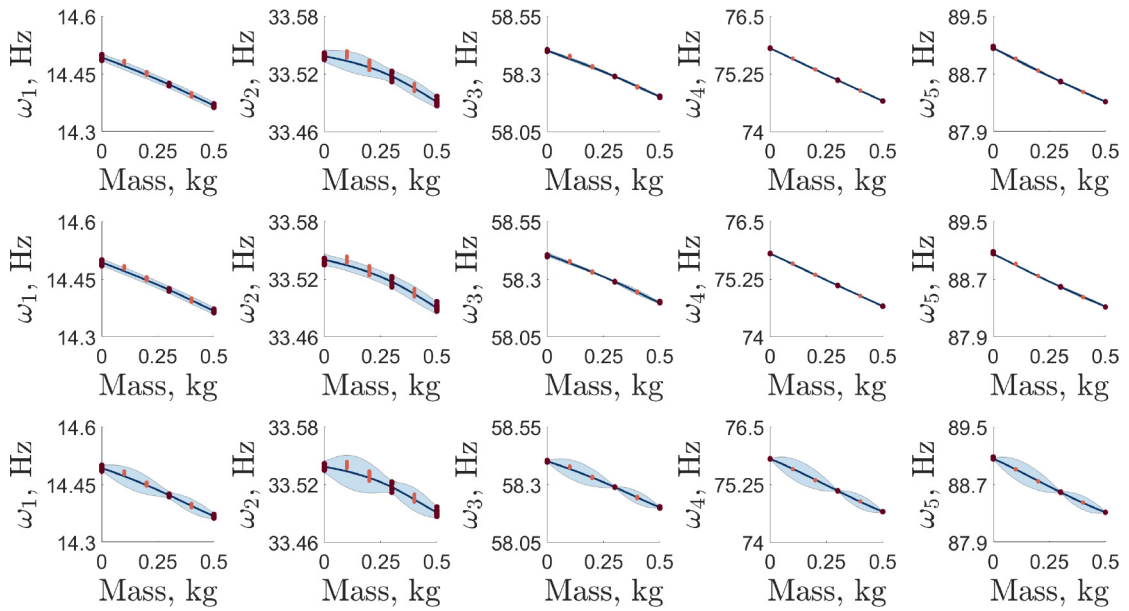 14.6 33.58 58.55 76.5 89.5
ω1, Hz ω2, Hz ω3, Hz ω4, Hz ω5, Hz
14.45 33.52 58.3 75.25 88.7
14.3 33.46 58.05 74 87.9
0 0.25 0.5 0 0.25 0.5 0 0.25 0.5 0 0.25 0.5 0 0.25 0.5
Mass, kg Mass, kg Mass, kg Mass, kg Mass, kg
14.6 33.58 58.55 76.5 89.5
ω1, Hz ω2, Hz ω3, Hz ω4, Hz ω5, Hz
14.45 33.52 58.3 75.25 88.7
14.3 33.46 58.05 74 87.9
0 0.25 0.5 0 0.25 0.5 0 0.25 0.5 0 0.25 0.5 0 0.25 0.5
Mass, kg Mass, kg Mass, kg Mass, kg Mass, kg
14.6 33.58 58.55 76.5 89.5
ω1, Hz ω2, Hz ω3, Hz ω4, Hz ω5, Hz
14.45 33.52 58.3 75.25 88.7
14.3 33.46 58.05 74 87.9
0 0.25 0.5 0 0.25 0.5 0 0.25 0.5 0 0.25 0.5 0 0.25 0.5
Mass, kg Mass, kg Mass, kg Mass, kg Mass, kg